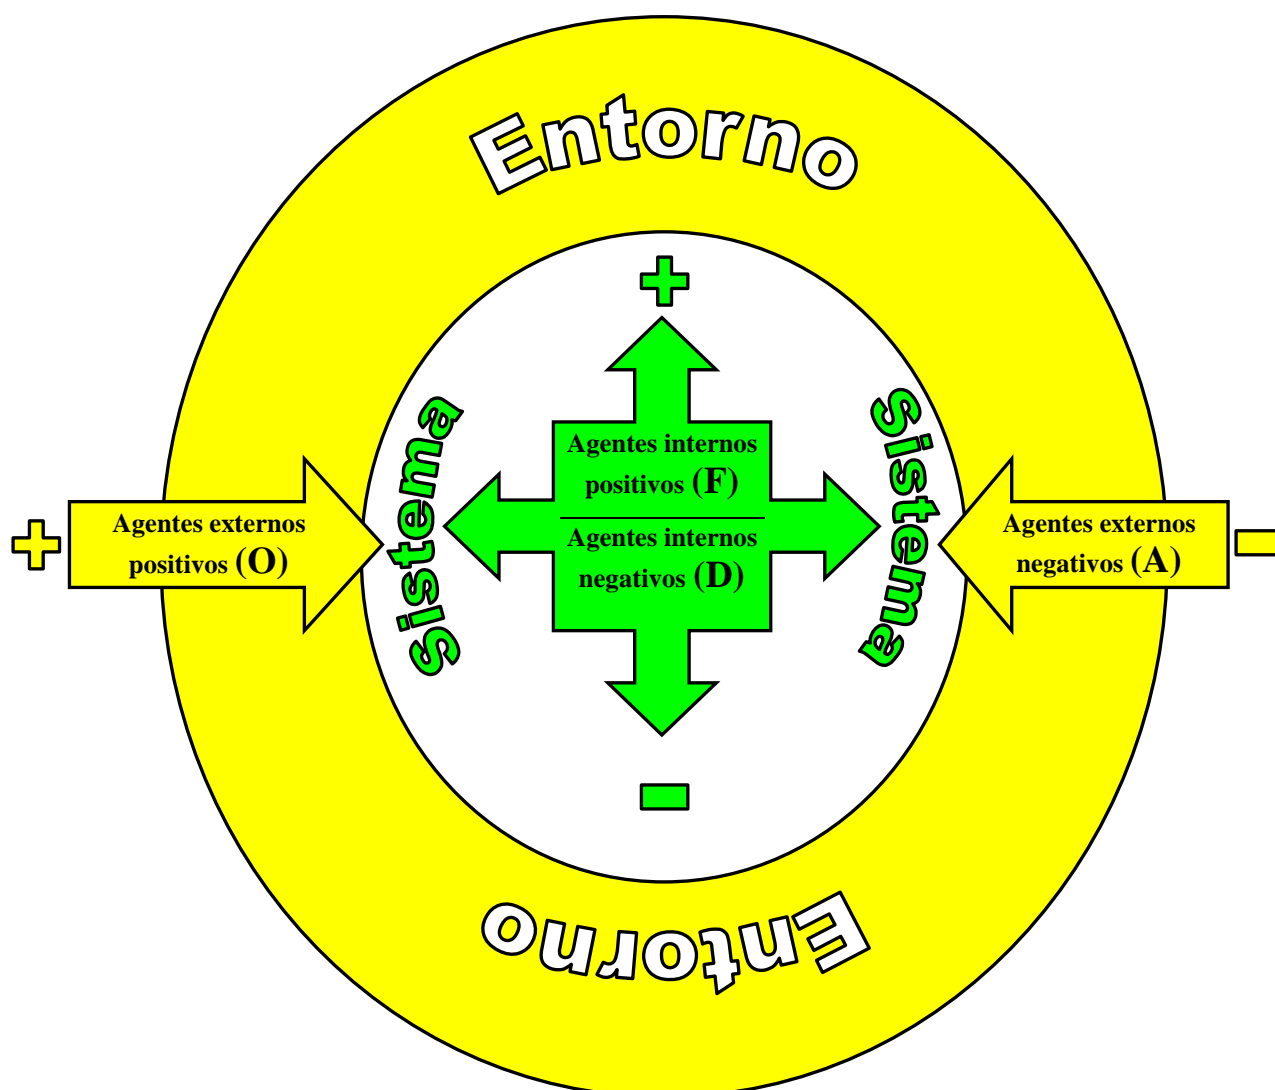 Entorno
+
Sistema
Sistema
Agentes internos
positivos (F)
Agentes internos
negativos (D)
+
Agentes externos
positivos (O)
Agentes externos
negativos (A)
-
-
Entorno